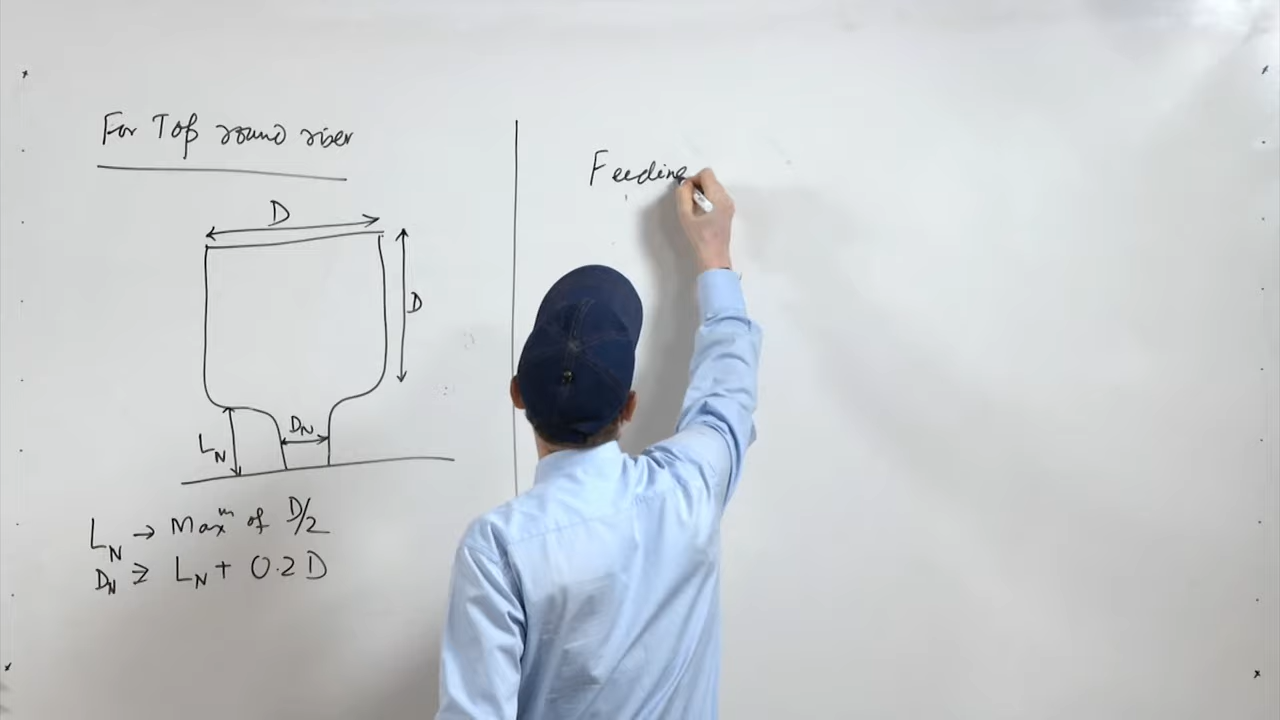 For Top round riser
D
D
L_N
D_N
L_N → Max^m of D/2
D_N ≥ L_N + 0.2 D
Feeding